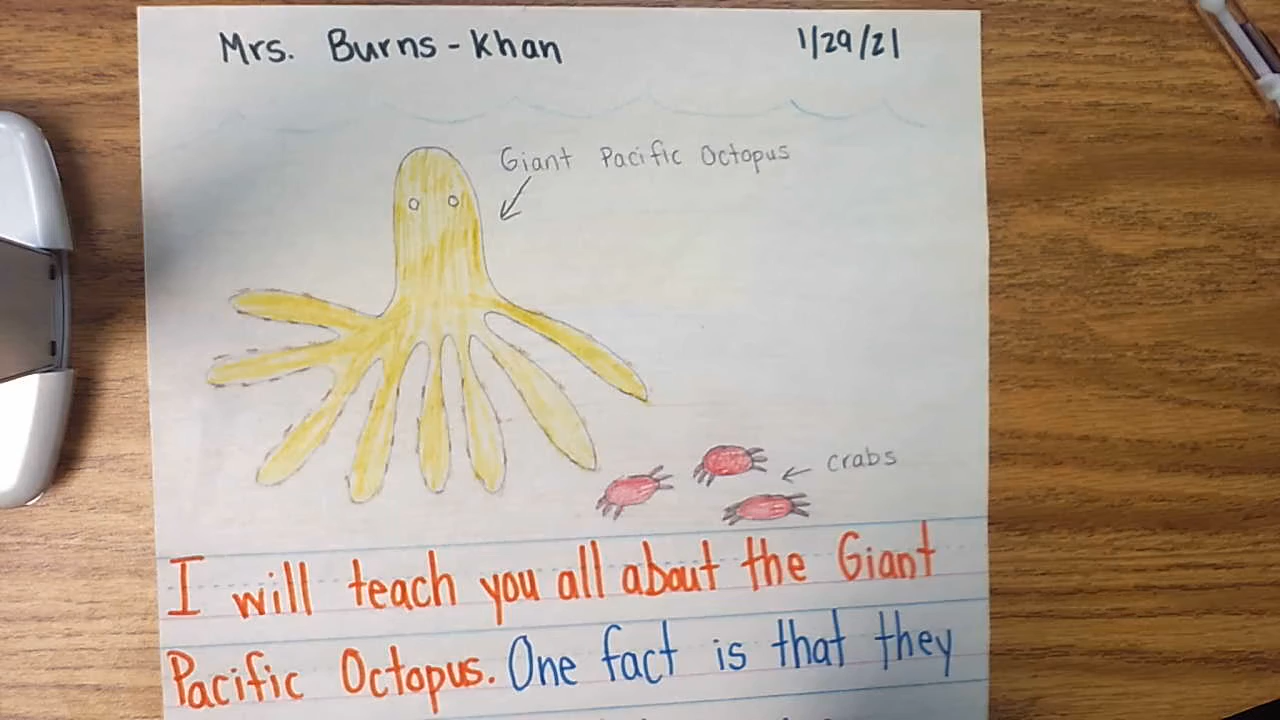 Mrs. Burns-Khan 1/29/21
Giant Pacific Octopus
crabs
I will teach you all about the Giant
Pacific Octopus. One fact is that they